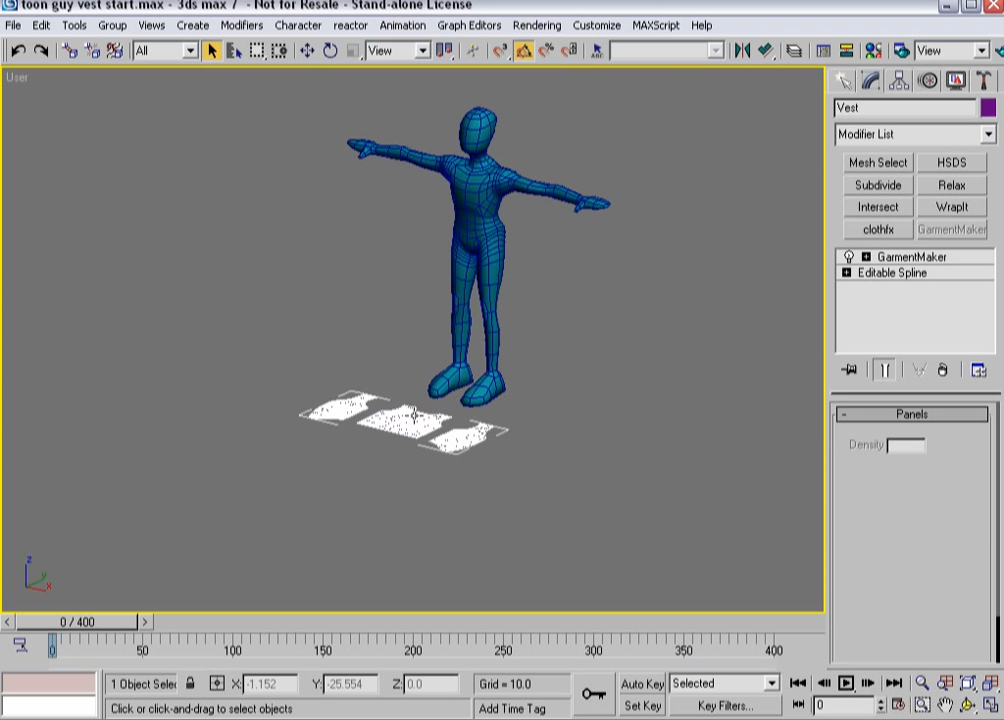 toon guy vest start.max - 3ds max 7 - Not for Resale - Stand-alone License
File Edit Tools Group Views Create Modifiers Character reactor Animation Graph Editors Rendering Customize MAXScript Help
All View View
User
Vest
Modifier List
Mesh Select HSDS
Subdivide Relax
Intersect WrapIt
clothfx GarmentMaker
GarmentMaker
Editable Spline
- Panels
Density
z
y
x
< 0 / 400 >
0 50 100 150 200 250 300 350 400
1 Object Selec X: -1.152 Y: -25.554 Z: 0.0 Grid = 10.0 Auto Key Selected
Click or click-and-drag to select objects Add Time Tag Set Key Key Filters... 0